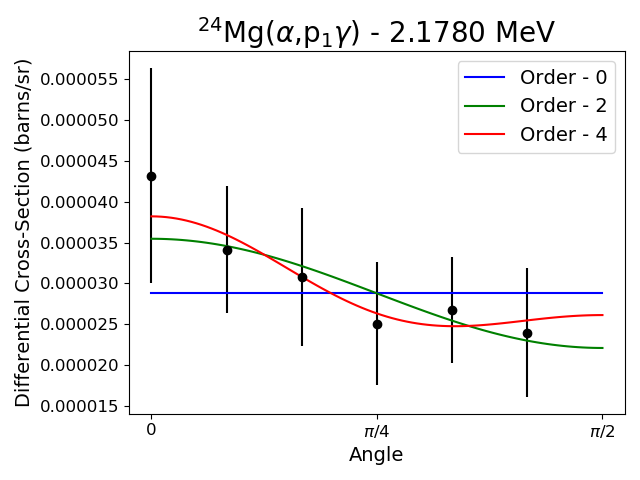 ²⁴Mg(α,p₁γ) - 2.1780 MeV
Differential Cross-Section (barns/sr)
0.000055
0.000050
0.000045
0.000040
0.000035
0.000030
0.000025
0.000020
0.000015
Order - 0
Order - 2
Order - 4
0
π/4
π/2
Angle